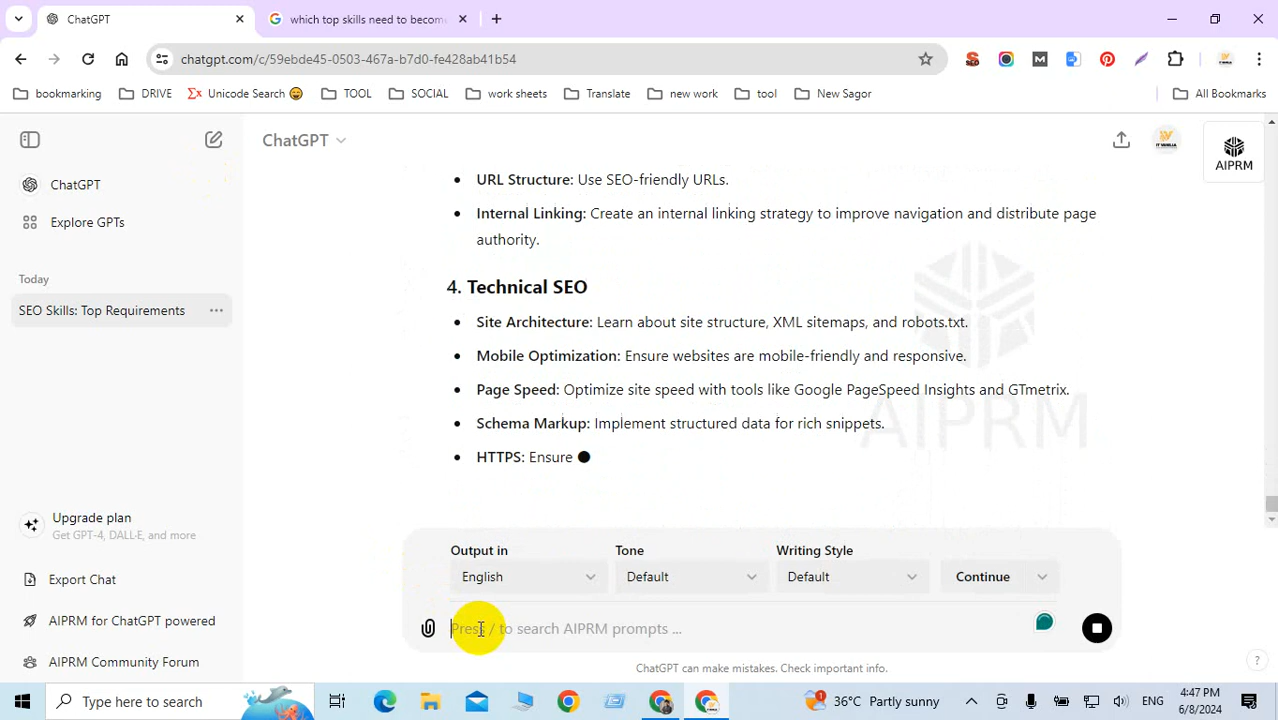 ChatGPT
which top skills need to becom
chatgpt.com/c/59ebde45-0503-467a-b7d0-fe428ab41b54
bookmarking
DRIVE
Unicode Search
TOOL
SOCIAL
work sheets
Translate
new work
tool
New Sagor
All Bookmarks
ChatGPT
AIPRM
ChatGPT
Explore GPTs
Today
SEO Skills: Top Requirements
Upgrade plan
Get GPT-4, DALL·E, and more
Export Chat
AIPRM for ChatGPT powered
AIPRM Community Forum
• URL Structure: Use SEO-friendly URLs.
• Internal Linking: Create an internal linking strategy to improve navigation and distribute page
authority.
4. Technical SEO
• Site Architecture: Learn about site structure, XML sitemaps, and robots.txt.
• Mobile Optimization: Ensure websites are mobile-friendly and responsive.
• Page Speed: Optimize site speed with tools like Google PageSpeed Insights and GTmetrix.
• Schema Markup: Implement structured data for rich snippets.
• HTTPS: Ensure
AIPRM
Output in
Tone
Writing Style
English
Default
Default
Continue
Press / to search AIPRM prompts ...
ChatGPT can make mistakes. Check important info.
?
Type here to search
1
36°C Partly sunny
ENG
4:47 PM
6/8/2024